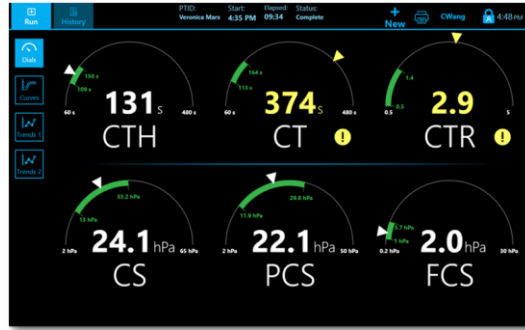 Run
History
PTID: Veronica Mars
Start: 4:35 PM
Elapsed: 09:34
Status: Complete
New
CWang
4:48 PM
Dials
Curves
Trends 1
Trends 2
109 s
150 s
60 s
480 s
131 s
CTH
113 s
164 s
60 s
480 s
374 s
!
CT
0.5
1.4
0.5
5
2.9
!
CTR
13 hPa
33.2 hPa
2 hPa
65 hPa
24.1 hPa
CS
11.9 hPa
29.8 hPa
2 hPa
50 hPa
22.1 hPa
PCS
1 hPa
3.7 hPa
0.2 hPa
30 hPa
2.0 hPa
FCS